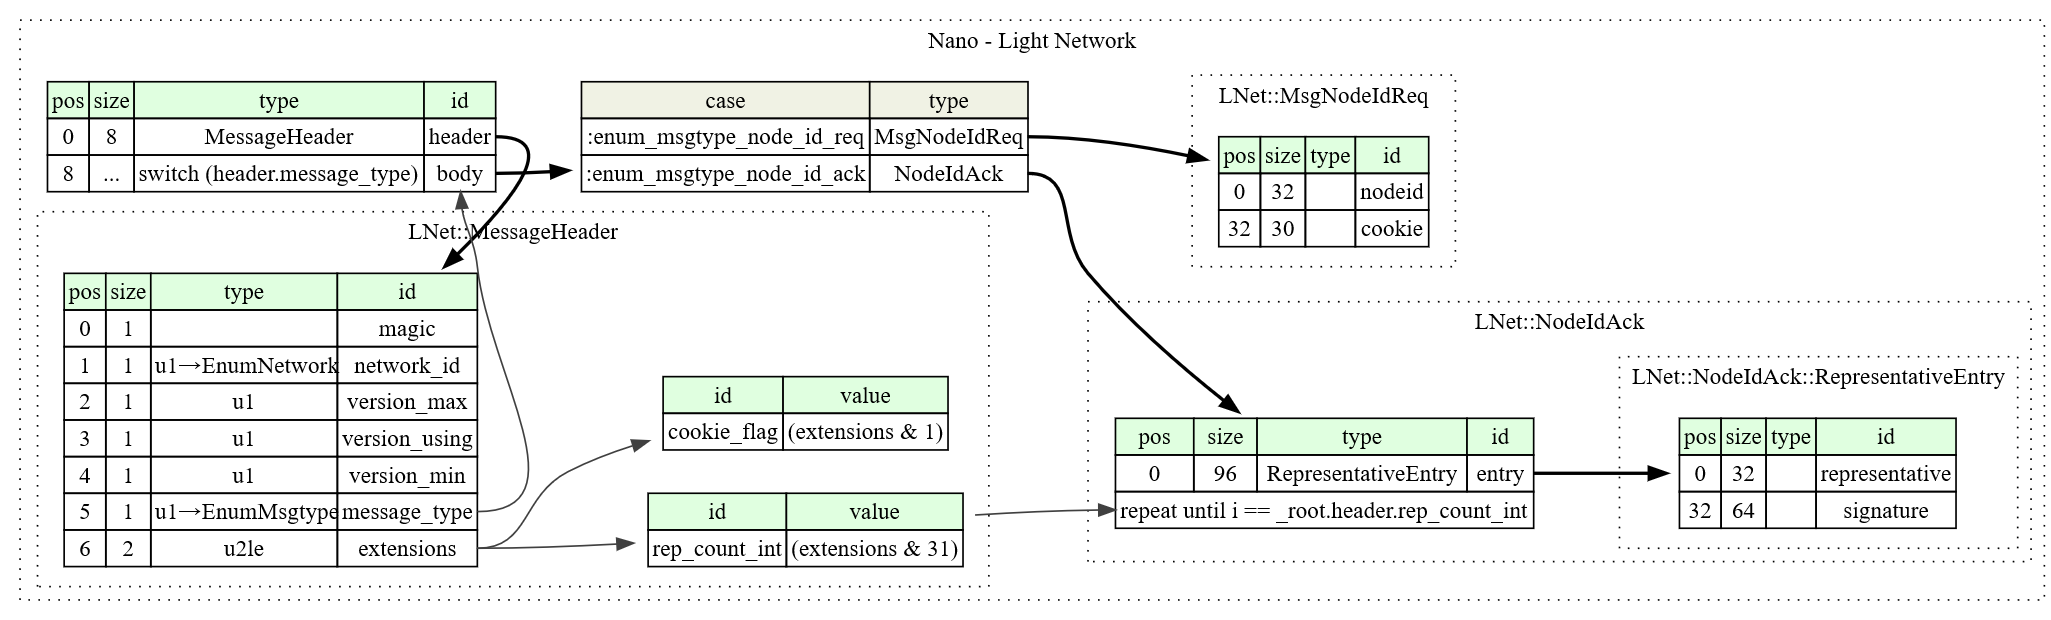 Nano - Light Network
pos size type id
0 8 MessageHeader header
8 ... switch (header.message_type) body
case type
:enum_msgtype_node_id_req MsgNodeIdReq
:enum_msgtype_node_id_ack NodeIdAck
LNet::MsgNodeIdReq
pos size type id
0 32 nodeid
32 30 cookie
LNet::MessageHeader
pos size type id
0 1 magic
1 1 u1→EnumNetwork network_id
2 1 u1 version_max
3 1 u1 version_using
4 1 u1 version_min
5 1 u1→EnumMsgtype message_type
6 2 u2le extensions
id value
cookie_flag (extensions & 1)
id value
rep_count_int (extensions & 31)
LNet::NodeIdAck
pos size type id
0 96 RepresentativeEntry entry
repeat until i == _root.header.rep_count_int
LNet::NodeIdAck::RepresentativeEntry
pos size type id
0 32 representative
32 64 signature